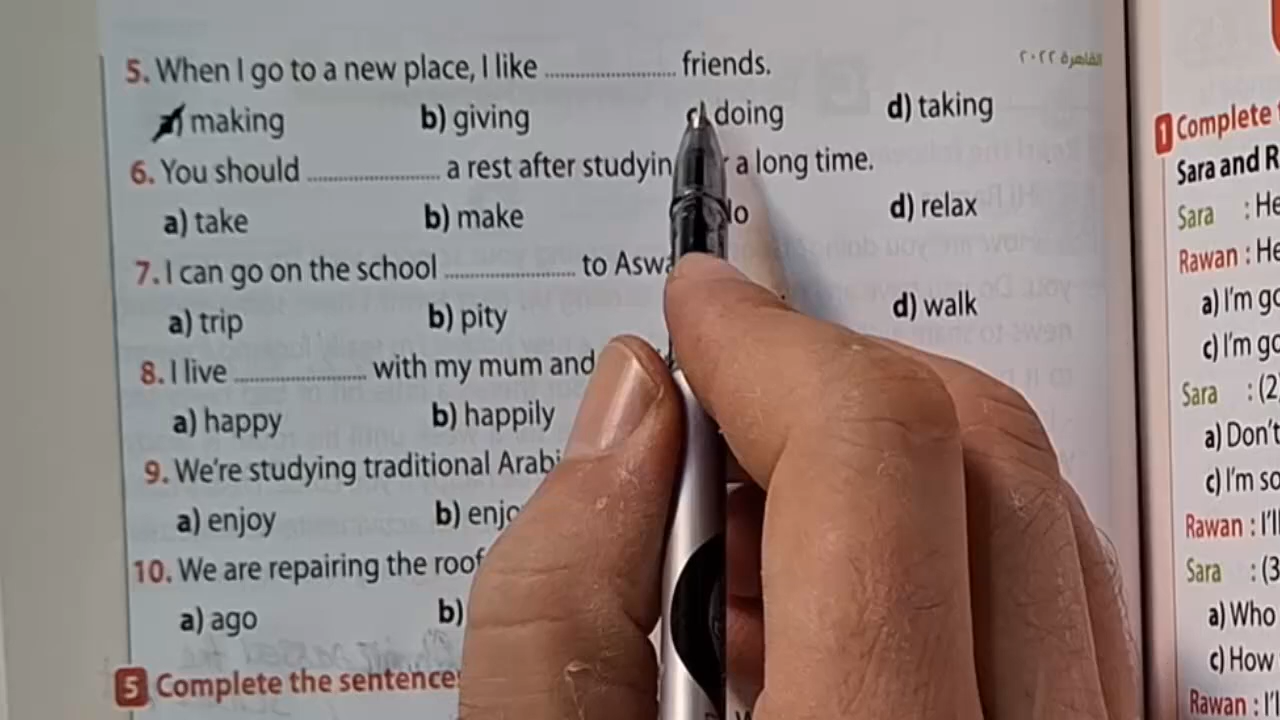 5. When I go to a new place, I like .................... friends.
القاهرة ٢٠٢٢
a) making b) giving c) doing d) taking
6. You should .................... a rest after studyin a long time.
a) take b) make d) relax
7. I can go on the school .................... to
a) trip b) pity d) walk
8. I live .................... with my mum and
a) happy b) happily
9. We're studying traditional
a) enjoy b)
10. We are repairing the roof
a) ago b)
5 Complete the
1 Complete
Sara and R
Sara : He
Rawan : He
a) I'm go
c) I'm go
Sara : (2)
a) Don't
c) I'm so
Rawan : I'll
Sara : (3
a) Who
c) How
Rawan : I'l